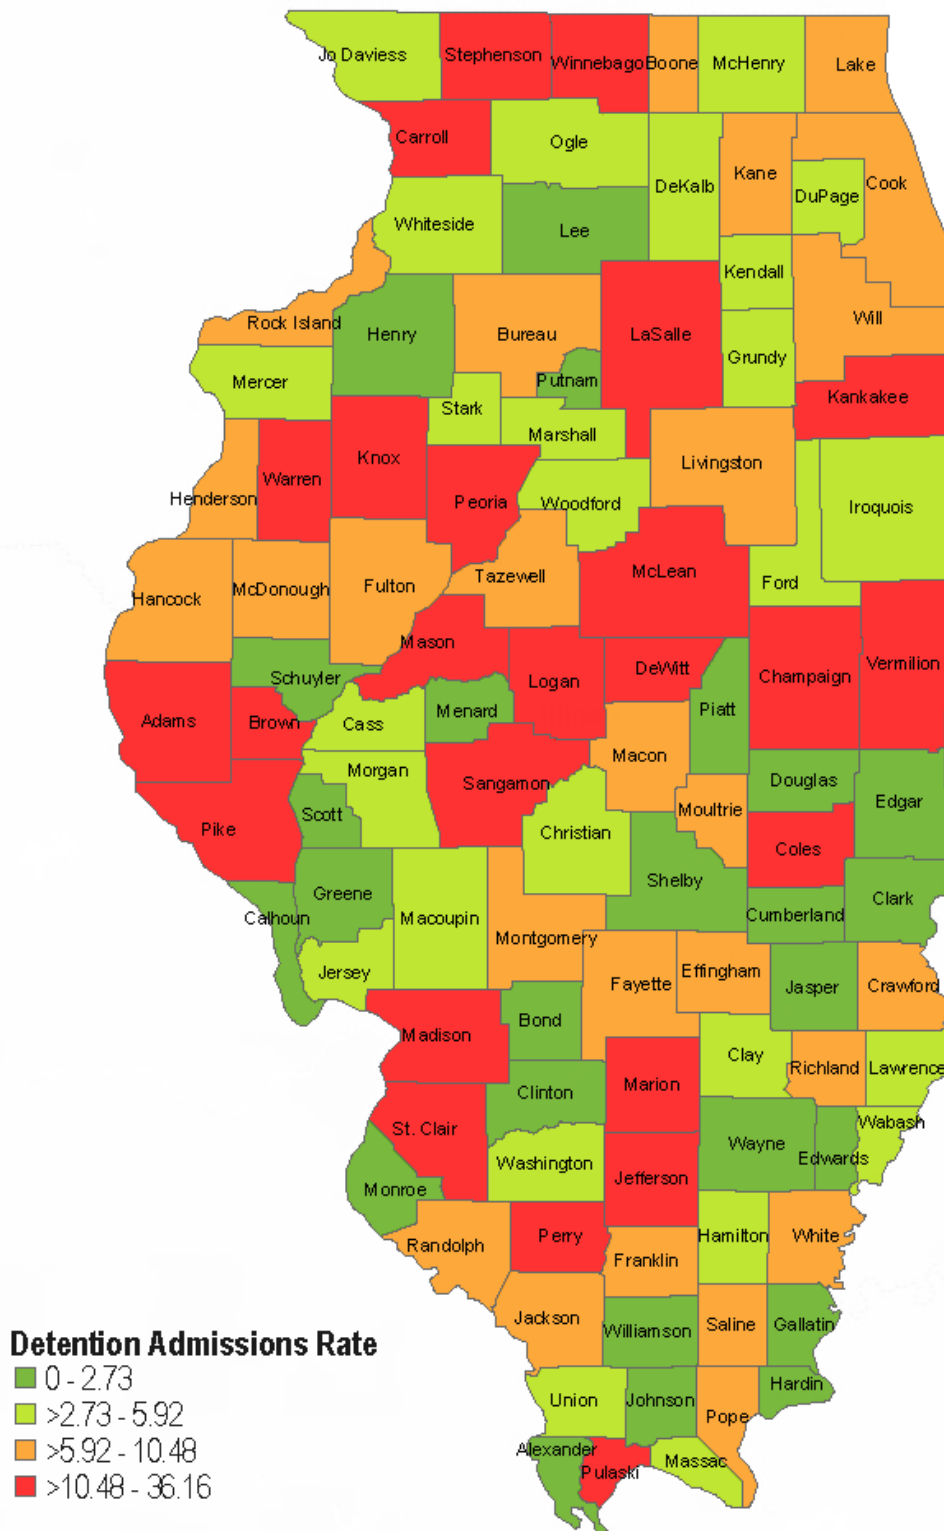 Jo Daviess
Stephenson
Winnebago
Boone
McHenry
Lake
Carroll
Ogle
DeKalb
Kane
DuPage
Cook
Whiteside
Lee
Kendall
Rock Island
Henry
Bureau
LaSalle
Will
Mercer
Putnam
Grundy
Stark
Kankakee
Marshall
Henderson
Warren
Knox
Peoria
Woodford
Livingston
Iroquois
Hancock
McDonough
Fulton
Tazewell
McLean
Ford
Mason
Schuyler
Logan
DeWitt
Champaign
Vermilion
Adams
Brown
Cass
Menard
Piatt
Morgan
Macon
Sangamon
Douglas
Edgar
Pike
Scott
Christian
Moultrie
Coles
Shelby
Greene
Calhoun
Macoupin
Montgomery
Cumberland
Clark
Jersey
Fayette
Effingham
Jasper
Crawford
Madison
Bond
Clay
Richland
Lawrence
Marion
Clinton
St. Clair
Wabash
Wayne
Edwards
Washington
Monroe
Jefferson
Randolph
Perry
Franklin
Hamilton
White
Jackson
Williamson
Saline
Gallatin
Union
Johnson
Pope
Hardin
Alexander
Pulaski
Massac
Detention Admissions Rate
0 - 2.73
>2.73 - 5.92
>5.92 - 10.48
>10.48 - 36.16